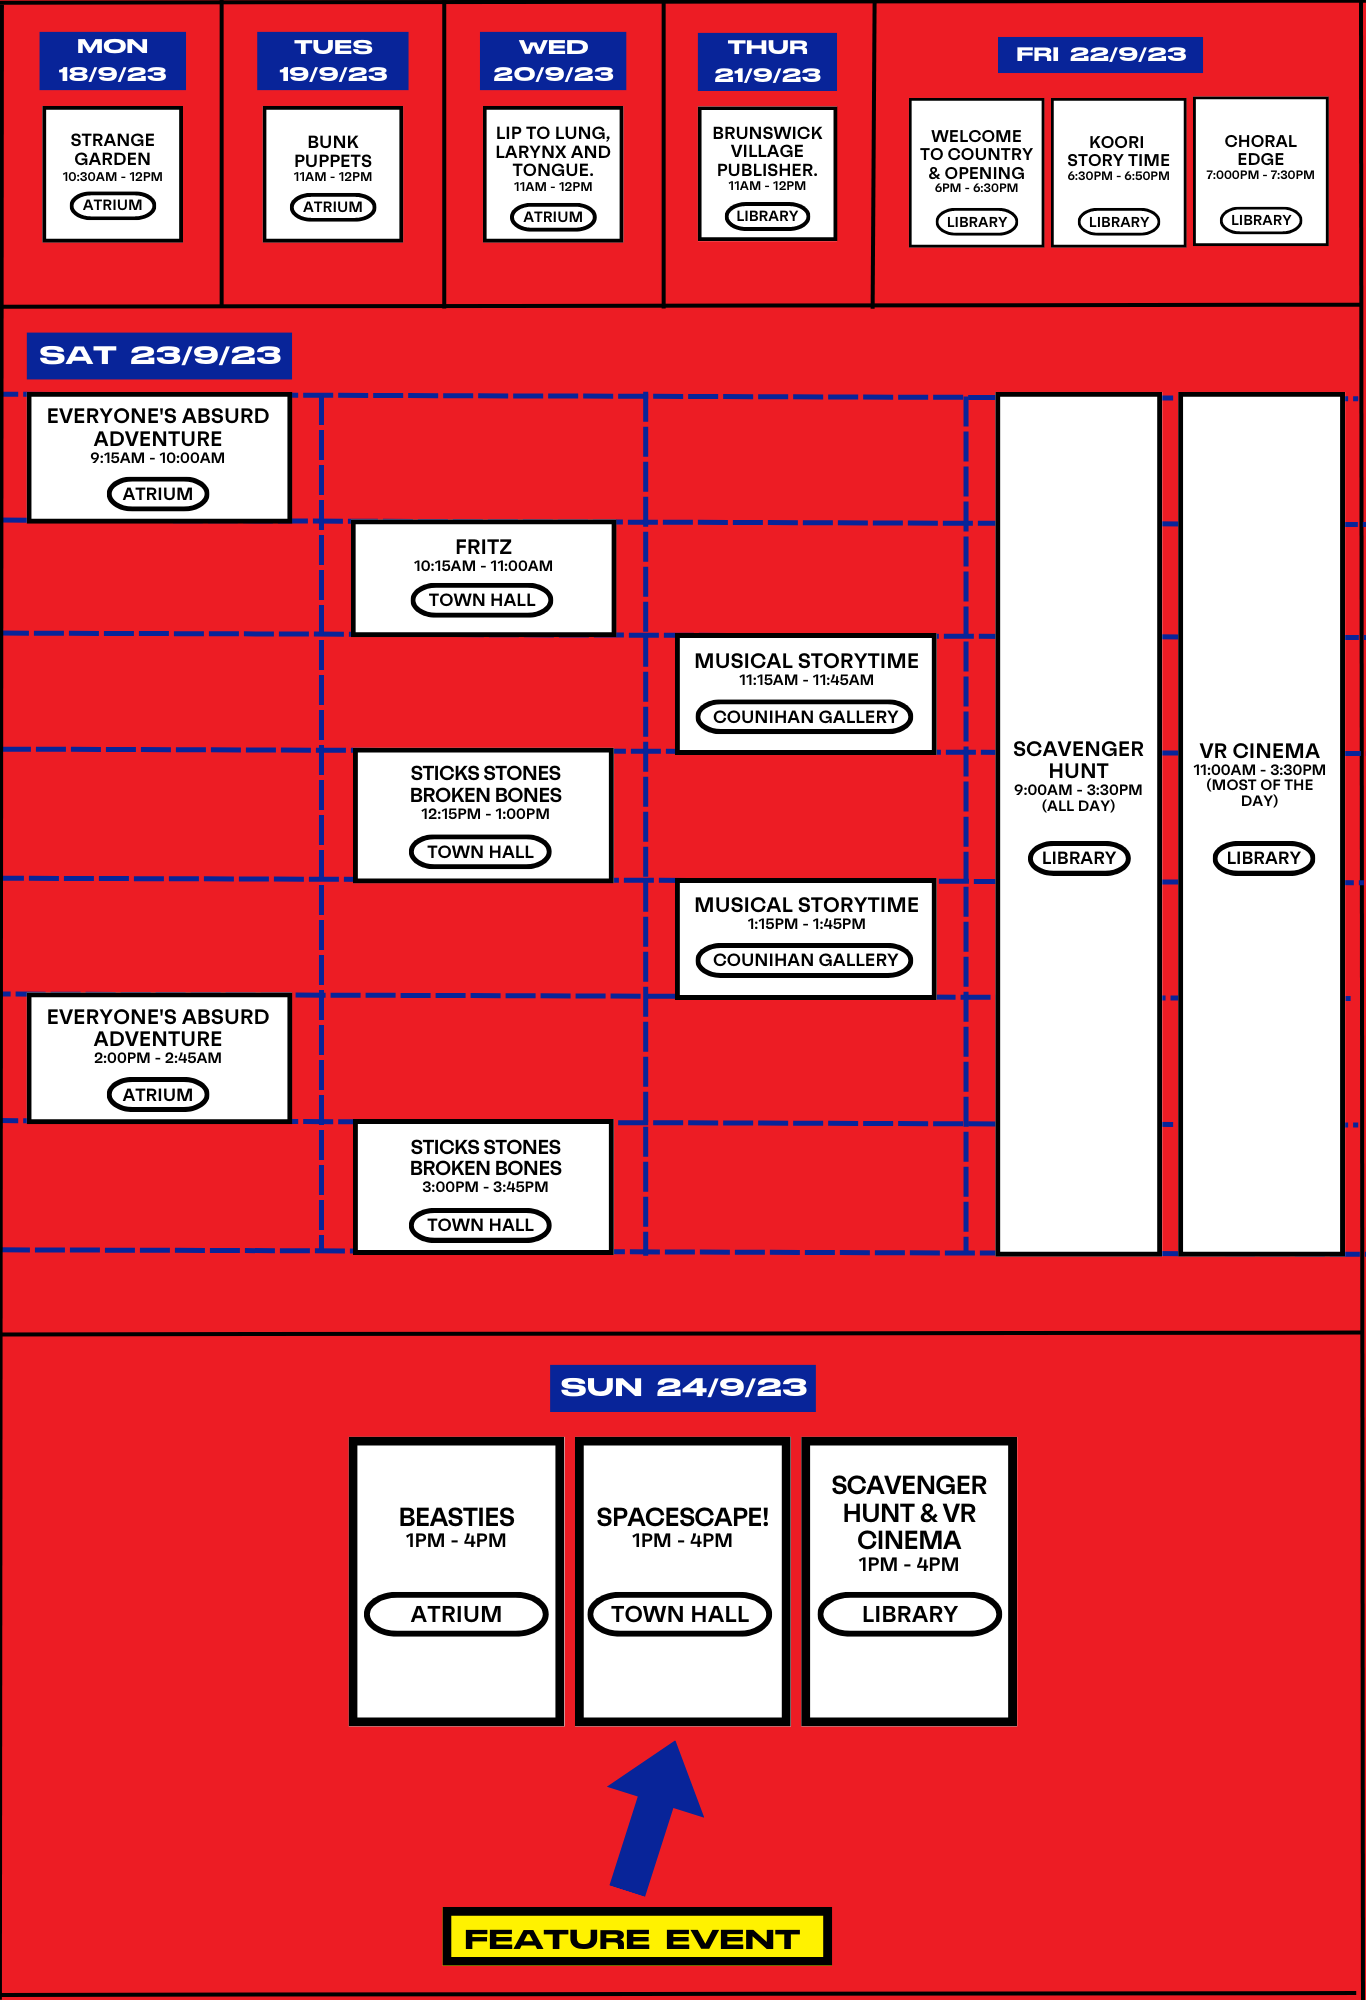 MON
18/9/23
STRANGE
GARDEN
10:30AM - 12PM
ATRIUM
TUES
19/9/23
BUNK
PUPPETS
11AM - 12PM
ATRIUM
WED
20/9/23
LIP TO LUNG,
LARYNX AND
TONGUE.
11AM - 12PM
ATRIUM
THUR
21/9/23
BRUNSWICK
VILLAGE
PUBLISHER.
11AM - 12PM
LIBRARY
FRI 22/9/23
WELCOME
TO COUNTRY
& OPENING
6PM - 6:30PM
LIBRARY
KOORI
STORY TIME
6:30PM - 6:50PM
LIBRARY
CHORAL
EDGE
7:000PM - 7:30PM
LIBRARY
SAT 23/9/23
EVERYONE'S ABSURD
ADVENTURE
9:15AM - 10:00AM
ATRIUM
FRITZ
10:15AM - 11:00AM
TOWN HALL
MUSICAL STORYTIME
11:15AM - 11:45AM
COUNIHAN GALLERY
STICKS STONES
BROKEN BONES
12:15PM - 1:00PM
TOWN HALL
MUSICAL STORYTIME
1:15PM - 1:45PM
COUNIHAN GALLERY
EVERYONE'S ABSURD
ADVENTURE
2:00PM - 2:45AM
ATRIUM
STICKS STONES
BROKEN BONES
3:00PM - 3:45PM
TOWN HALL
SCAVENGER
HUNT
9:00AM - 3:30PM
(ALL DAY)
LIBRARY
VR CINEMA
11:00AM - 3:30PM
(MOST OF THE
DAY)
LIBRARY
SUN 24/9/23
BEASTIES
1PM - 4PM
ATRIUM
SPACESCAPE!
1PM - 4PM
TOWN HALL
SCAVENGER
HUNT & VR
CINEMA
1PM - 4PM
LIBRARY
FEATURE EVENT